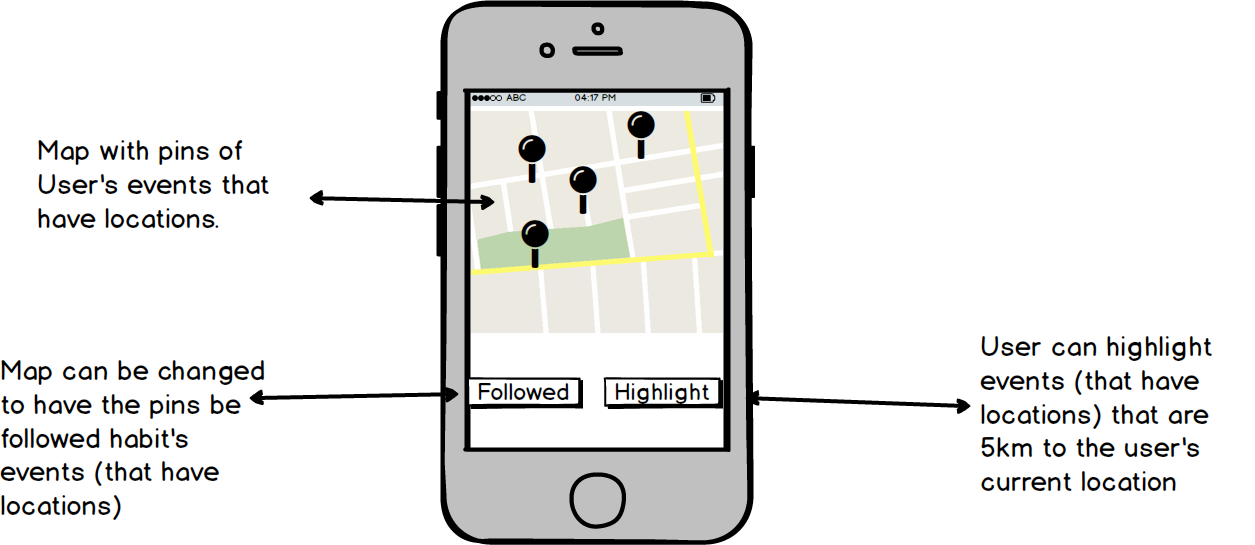 ABC 04:17 PM
Map with pins of
User's events that
have locations.
Map can be changed
to have the pins be
followed habit's
events (that have
locations)
Followed
Highlight
User can highlight
events (that have
locations) that are
5km to the user's
current location